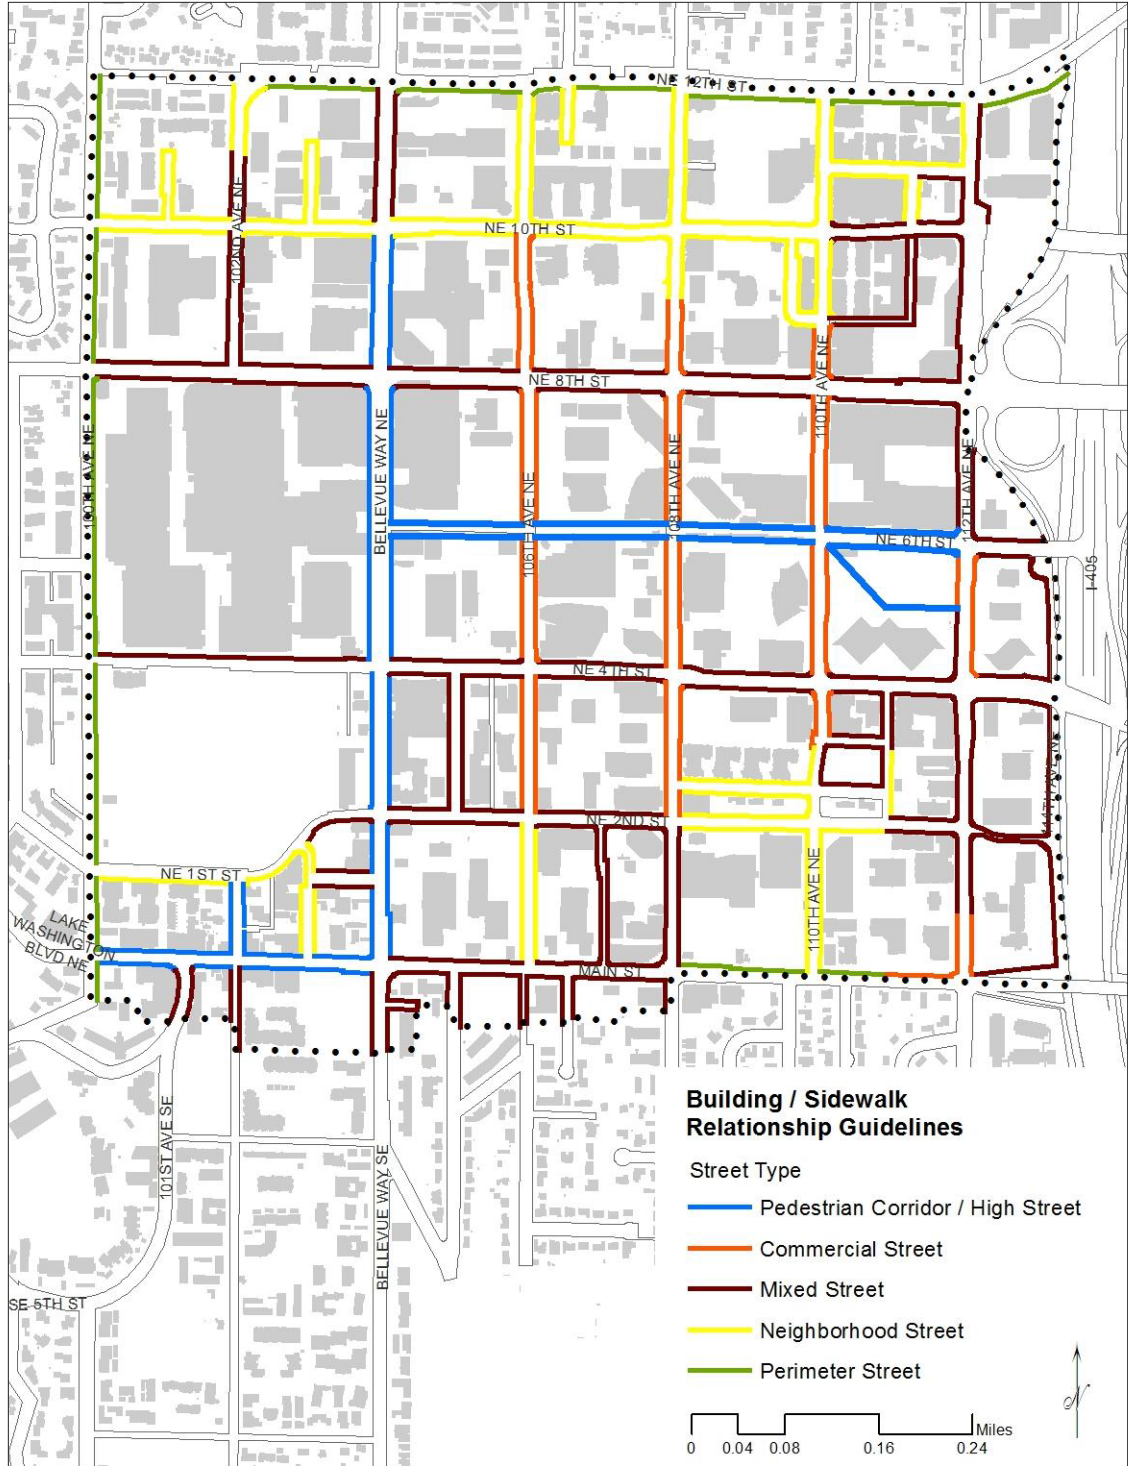 NE 12TH ST
102ND AVE NE
NE 10TH ST
NE 8TH ST
110TH AVE NE
100TH AVE NE
BELLEVUE WAY NE
106TH AVE NE
108TH AVE NE
112TH AVE NE
NE 6TH ST
I-405
NE 4TH ST
114TH AVE NE
NE 2ND ST
NE 1ST ST
110TH AVE NE
LAKE
WASHINGTON
BLVD NE
MAIN ST
101ST AVE SE
BELLEVUE WAY SE
SE 5TH ST
Building / Sidewalk
Relationship Guidelines
Street Type
Pedestrian Corridor / High Street
Commercial Street
Mixed Street
Neighborhood Street
Perimeter Street
N
Miles
0 0.04 0.08 0.16 0.24